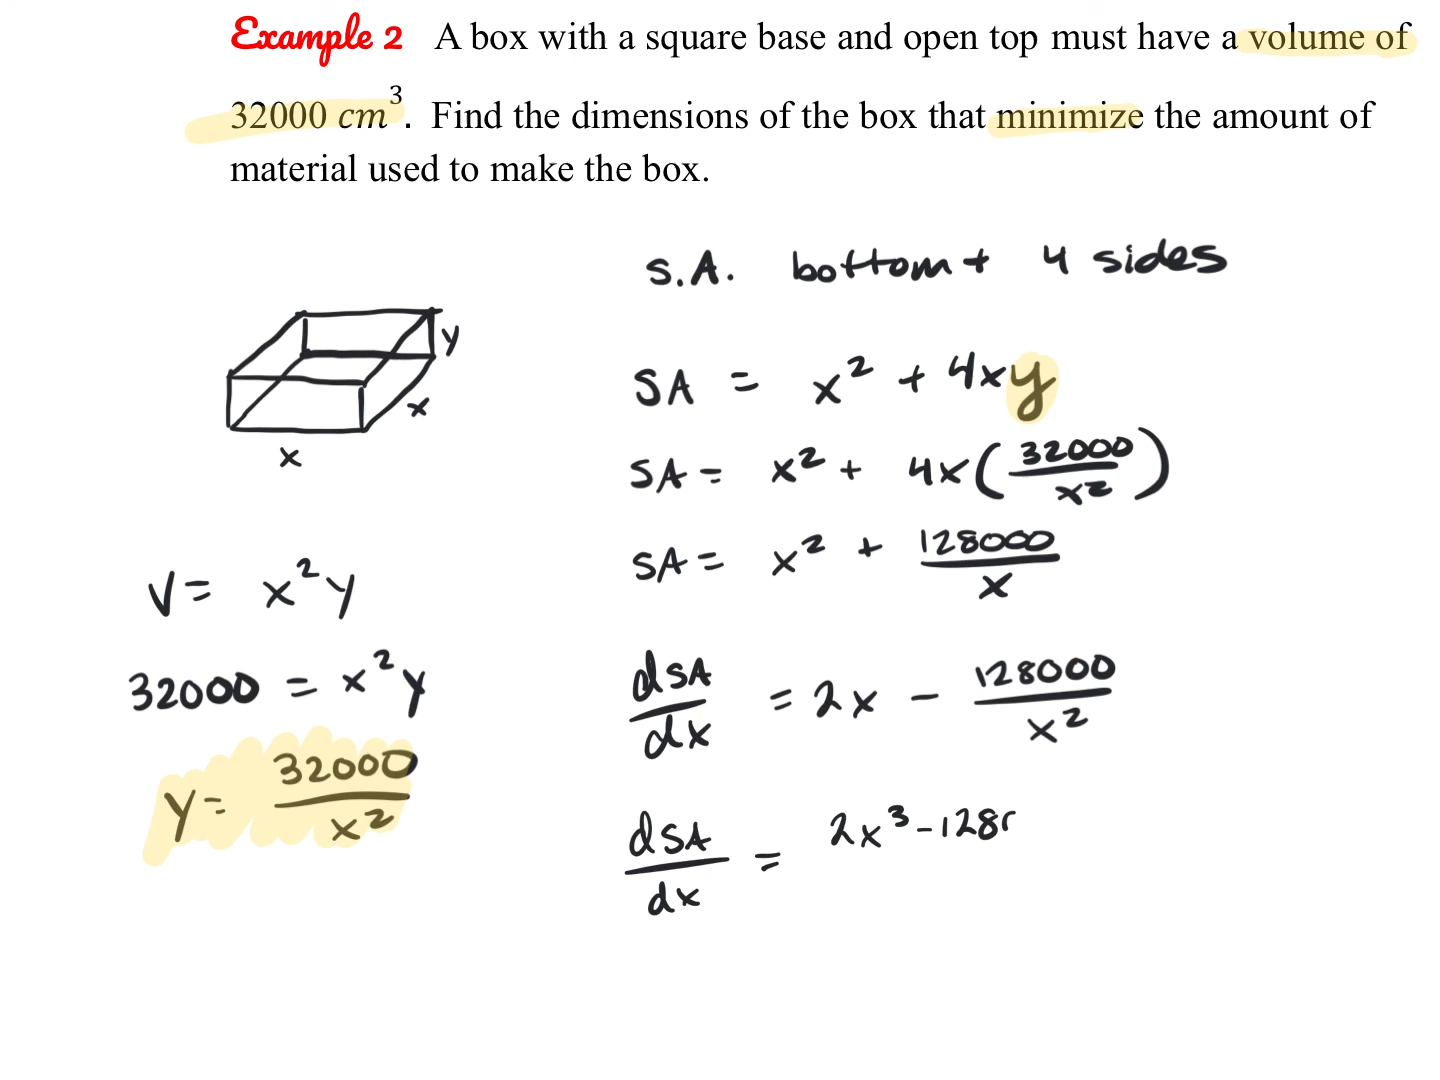 Example 2 A box with a square base and open top must have a volume of
32000 cm³. Find the dimensions of the box that minimize the amount of
material used to make the box.
S.A. bottom + 4 sides
y
x
x
SA = x² + 4xy
SA = x² + 4x(32000/x²)
SA = x² + 128000/x
V = x²y
32000 = x²y
y = 32000/x²
dSA/dx = 2x - 128000/x²
dSA/dx = 2x³ - 128